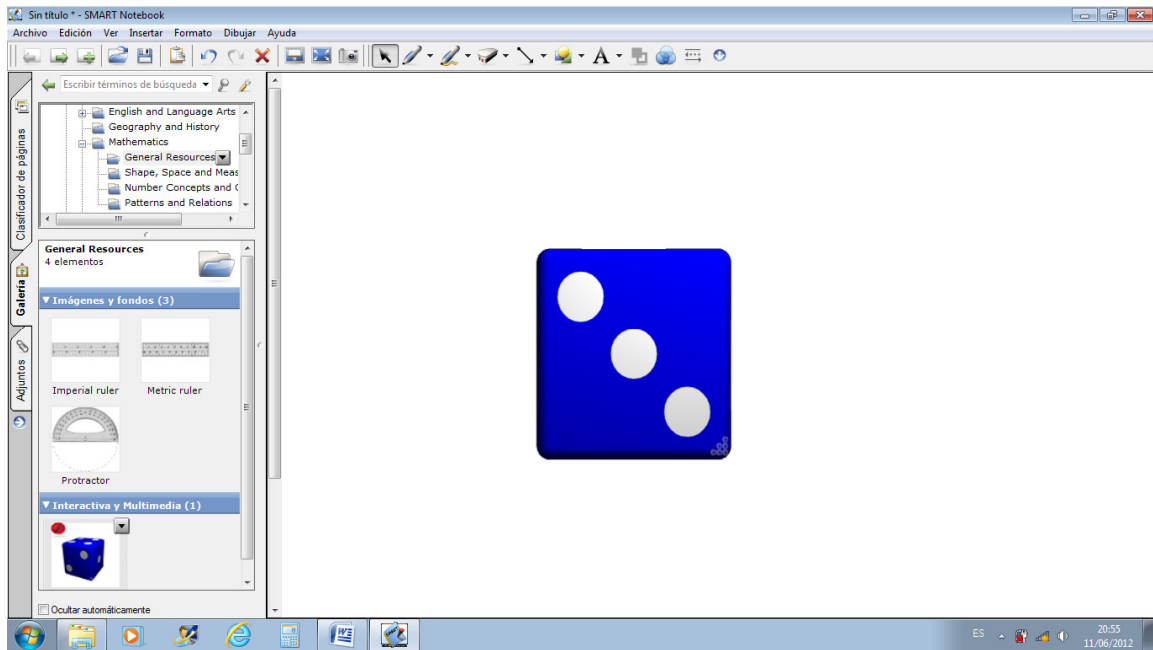 Sin título * - SMART Notebook
Archivo Edición Ver Insertar Formato Dibujar Ayuda
Escribir términos de búsqueda
English and Language Arts
Geography and History
Mathematics
General Resources
Shape, Space and Meas
Number Concepts and
Patterns and Relations
Clasificador de páginas
Galería
Adjuntos
General Resources
4 elementos
Imágenes y fondos (3)
Imperial ruler Metric ruler
Protractor
Interactiva y Multimedia (1)
Ocultar automáticamente
ES 20:55
11/06/2012